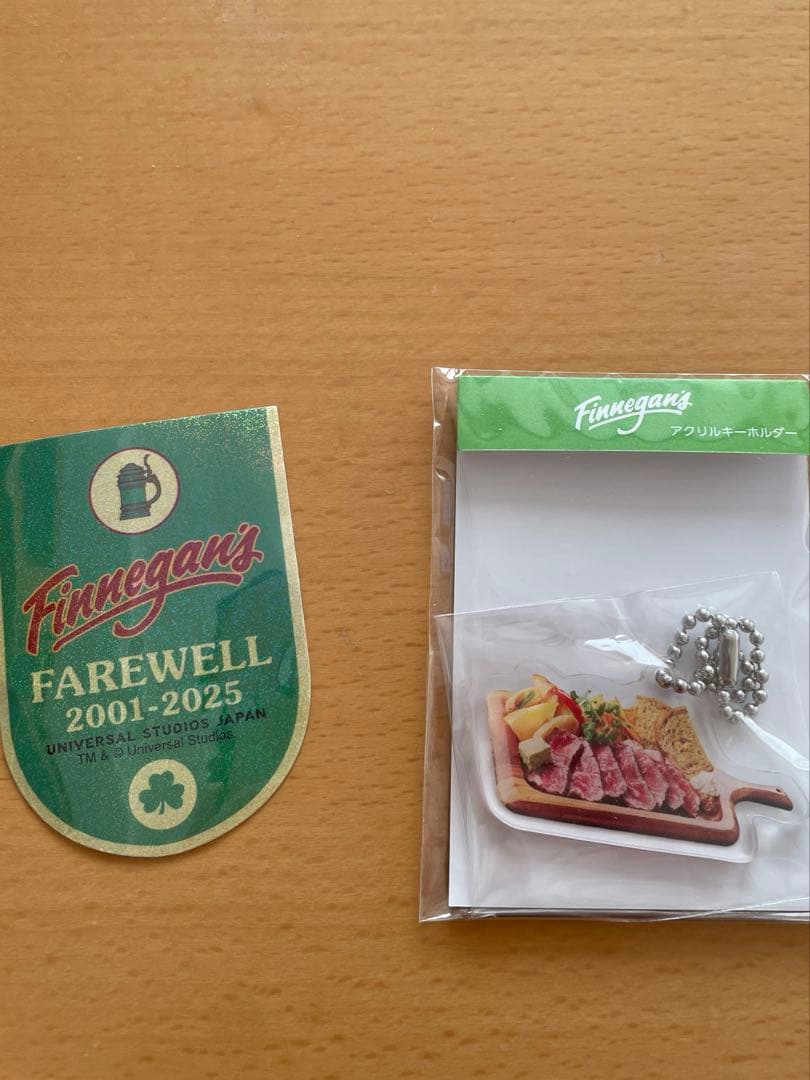 Finnegan's
FAREWELL
2001-2025
UNIVERSAL STUDIOS JAPAN
TM & © Universal Studios.
Finnegan's
アクリルキーホルダー